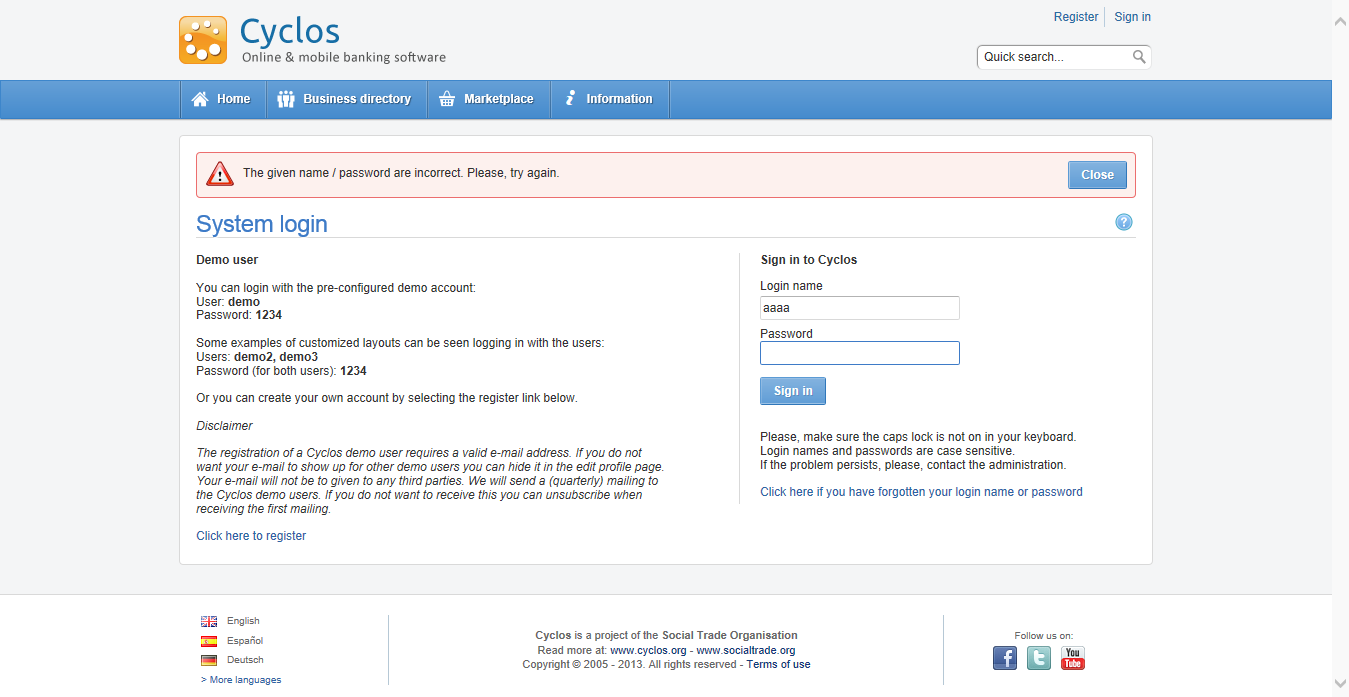 Cyclos
Online & mobile banking software
Register
Sign in
Quick search...
Home
Business directory
Marketplace
Information
The given name / password are incorrect. Please, try again.
Close
System login
?
Demo user
You can login with the pre-configured demo account:
User: demo
Password: 1234
Some examples of customized layouts can be seen logging in with the users:
Users: demo2, demo3
Password (for both users): 1234
Or you can create your own account by selecting the register link below.
Disclaimer
The registration of a Cyclos demo user requires a valid e-mail address. If you do not
want your e-mail to show up for other demo users you can hide it in the edit profile page.
Your e-mail will not be to given to any third parties. We will send a (quarterly) mailing to
the Cyclos demo users. If you do not want to receive this you can unsubscribe when
receiving the first mailing.
Click here to register
Sign in to Cyclos
Login name
aaaa
Password
Sign in
Please, make sure the caps lock is not on in your keyboard.
Login names and passwords are case sensitive.
If the problem persists, please, contact the administration.
Click here if you have forgotten your login name or password
English
Español
Deutsch
> More languages
Cyclos is a project of the Social Trade Organisation
Read more at: www.cyclos.org - www.socialtrade.org
Copyright © 2005 - 2013. All rights reserved - Terms of use
Follow us on:
f
t
You
Tube